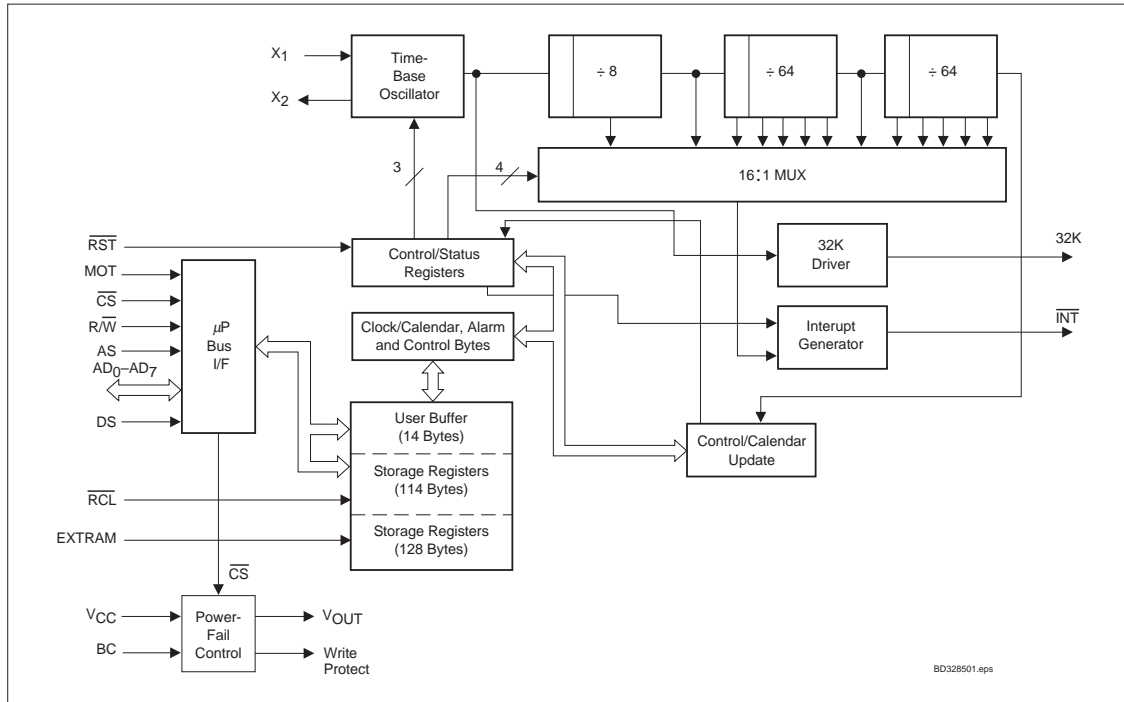 X1
X2
Time-
Base
Oscillator
÷ 8
÷ 64
÷ 64
3
4
16:1 MUX
RST
MOT
CS
R/W
AS
AD0–AD7
DS
µP
Bus
I/F
Control/Status
Registers
32K
Driver
32K
Clock/Calendar, Alarm
and Control Bytes
Interupt
Generator
INT
User Buffer
(14 Bytes)
Storage Registers
(114 Bytes)
Storage Registers
(128 Bytes)
Control/Calendar
Update
RCL
EXTRAM
CS
VCC
BC
Power-
Fail
Control
VOUT
Write
Protect
BD328501.eps